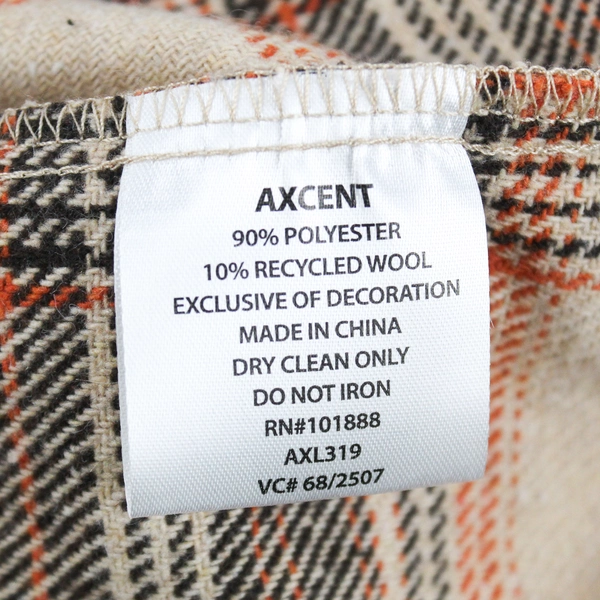 AXCENT
90% POLYESTER
10% RECYCLED WOOL
EXCLUSIVE OF DECORATION
MADE IN CHINA
DRY CLEAN ONLY
DO NOT IRON
RN#101888
AXL319
VC# 68/2507